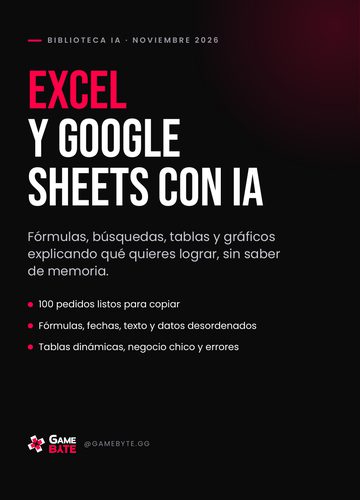 BIBLIOTECA IA · NOVIEMBRE 2026
EXCEL
Y GOOGLE
SHEETS CON IA
Fórmulas, búsquedas, tablas y gráficos
explicando qué quieres lograr, sin saber
de memoria.
100 pedidos listos para copiar
Fórmulas, fechas, texto y datos desordenados
Tablas dinámicas, negocio chico y errores
GAME
BYTE
@GAMEBYTE.GG